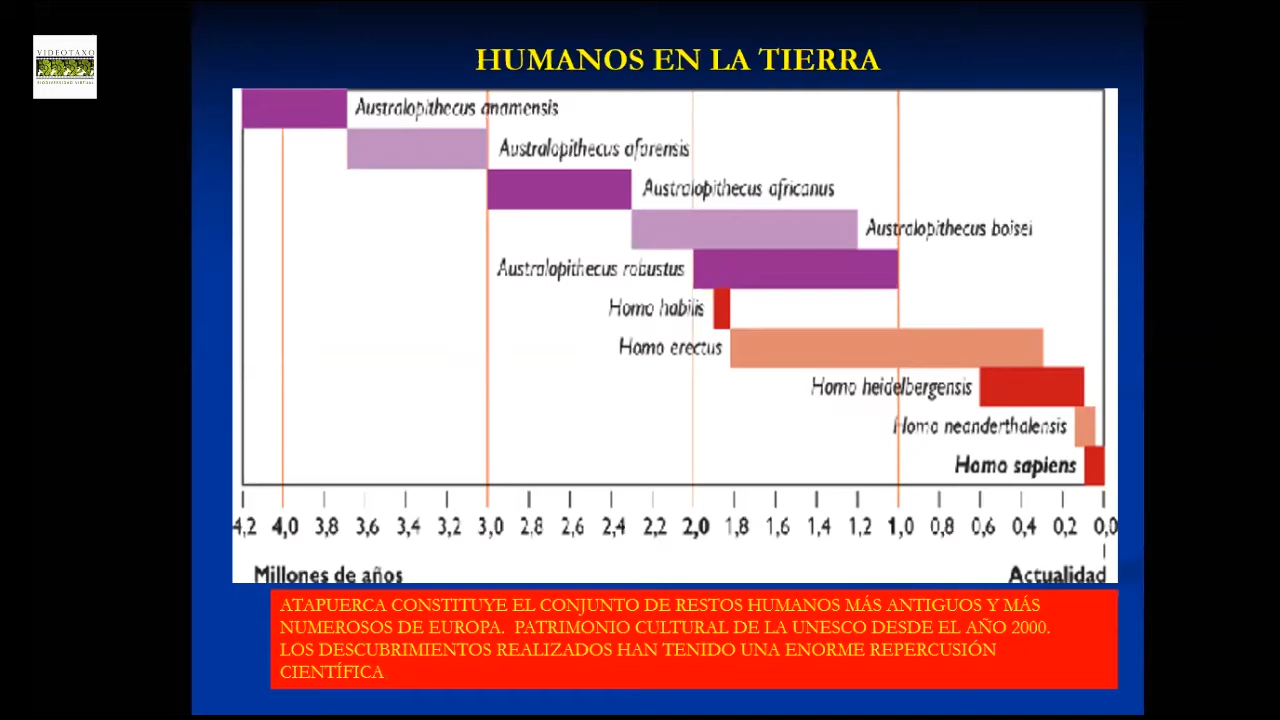 VIDEOTAXO
BIODIVERSIDAD VIRTUAL
HUMANOS EN LA TIERRA
Australopithecus anamensis
Australopithecus afarensis
Australopithecus africanus
Australopithecus boisei
Australopithecus robustus
Homo habilis
Homo erectus
Homo heidelbergensis
Homo neanderthalensis
Homo sapiens
4,2 4,0 3,8 3,6 3,4 3,2 3,0 2,8 2,6 2,4 2,2 2,0 1,8 1,6 1,4 1,2 1,0 0,8 0,6 0,4 0,2 0,0
Millones de años Actualidad
ATAPUERCA CONSTITUYE EL CONJUNTO DE RESTOS HUMANOS MÁS ANTIGUOS Y MÁS
NUMEROSOS DE EUROPA. PATRIMONIO CULTURAL DE LA UNESCO DESDE EL AÑO 2000.
LOS DESCUBRIMIENTOS REALIZADOS HAN TENIDO UNA ENORME REPERCUSIÓN
CIENTÍFICA